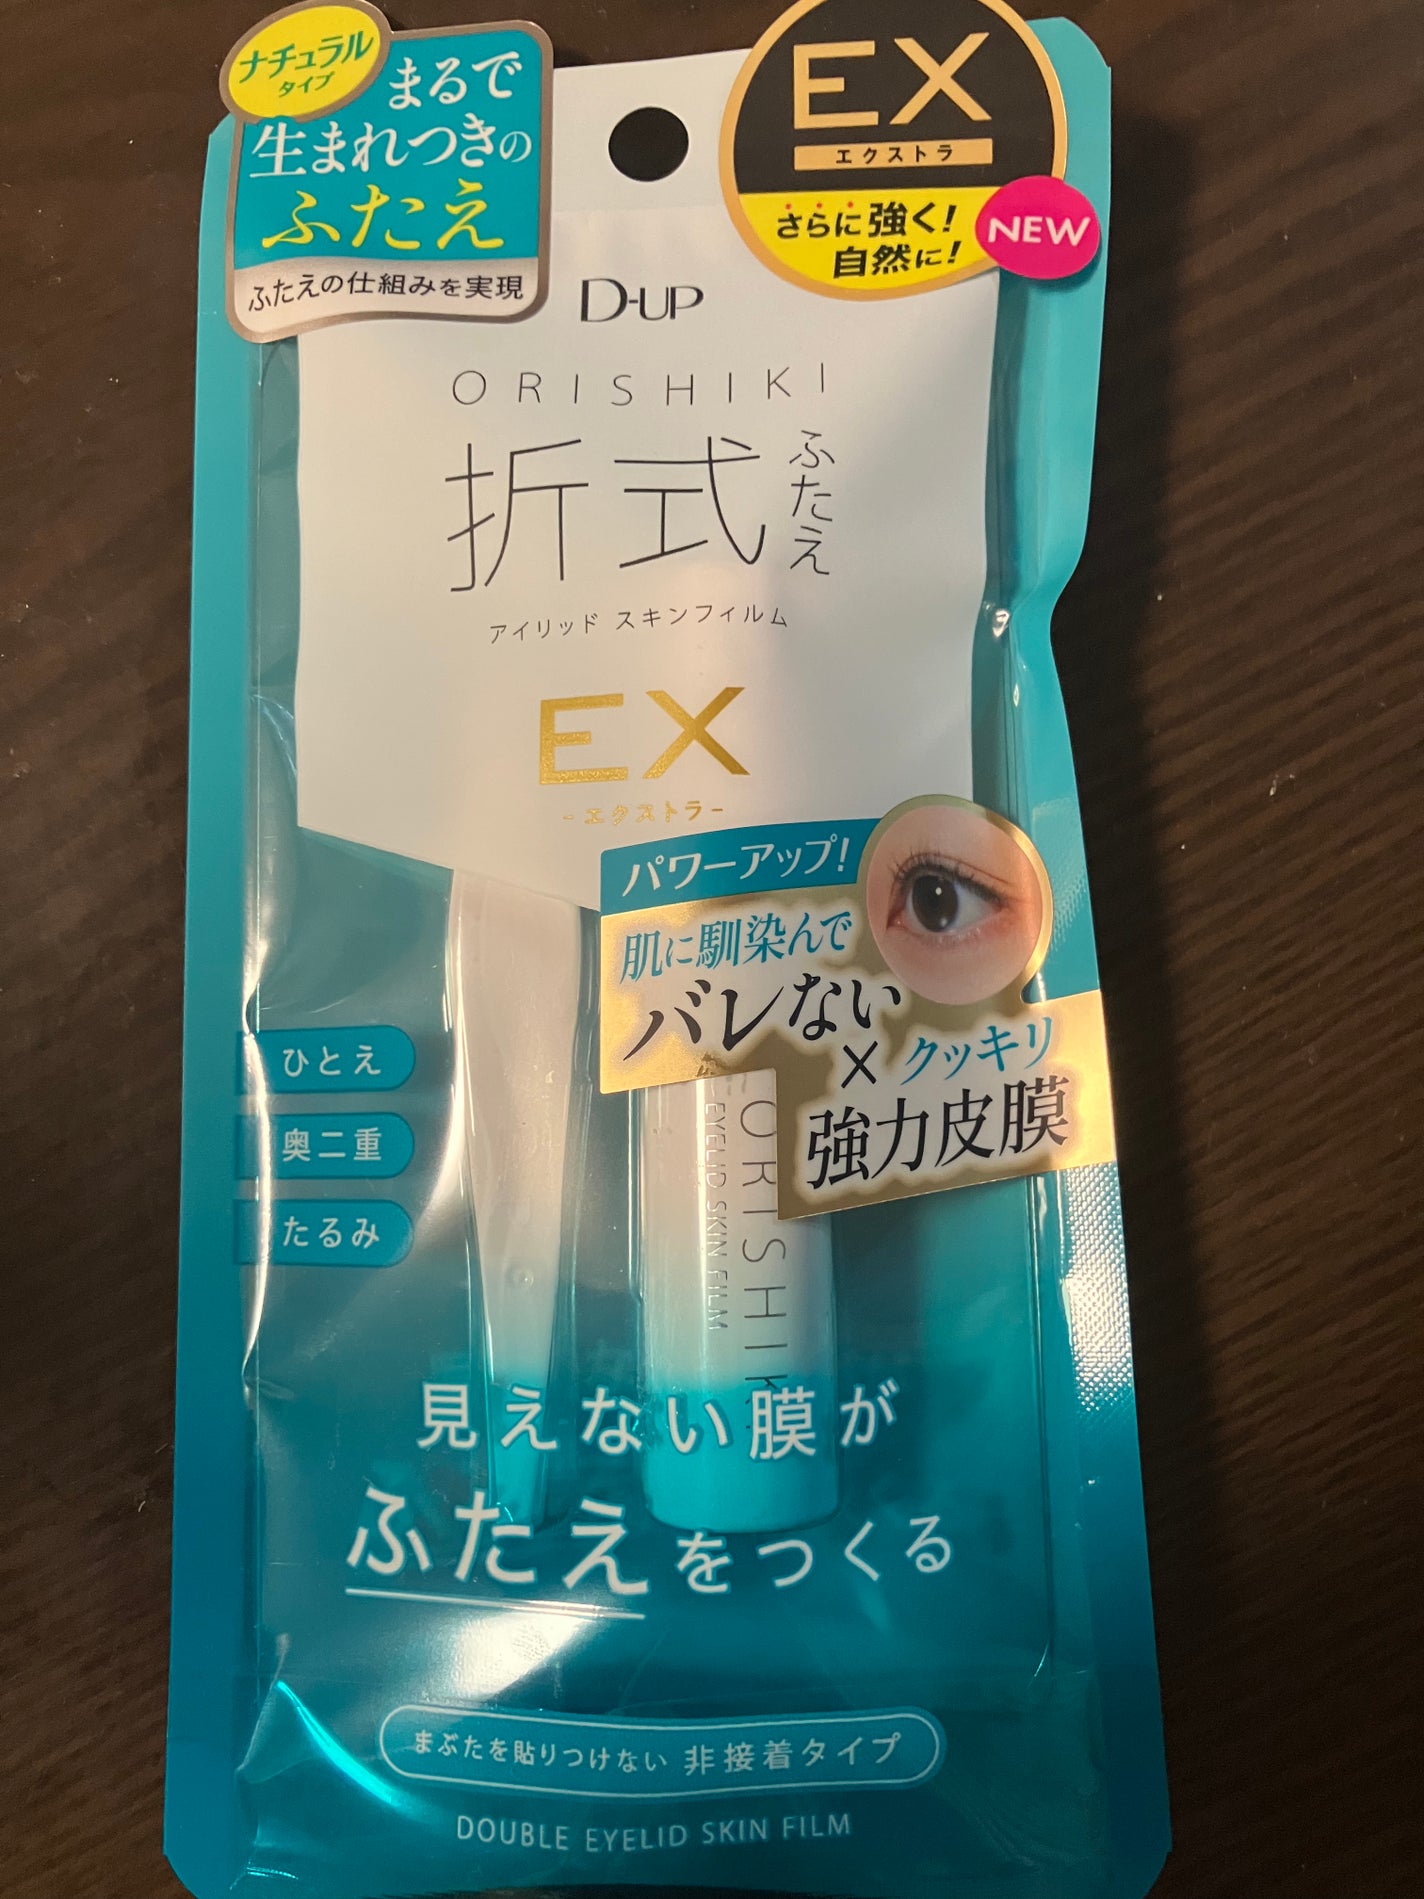 ナチュラル
タイプ
まるで
生まれつきの
ふたえ
ふたえの仕組みを実現
EX
エクストラ
さらに強く!
自然に!
NEW
D-UP
ORISHIKI
折式
ふたえ
アイリッド スキンフィルム
EX
-エクストラ-
パワーアップ!
肌に馴染んで
バレない
×クッキリ
強力皮膜
ひとえ
奥二重
たるみ
ORISHIK
EYELID SKIN FILM
見えない膜が
ふたえをつくる
まぶたを貼りつけない 非接着タイプ
DOUBLE EYELID SKIN FILM